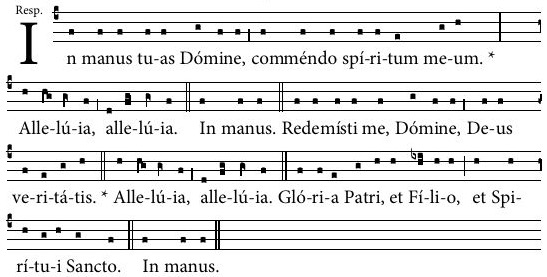 Resp.
In manus tu-as Dómine, comméndo spí-ri-tum me-um. *
Alle-lú-ia, alle-lú-ia. In manus. Redemísti me, Dómine, De-us
ve-ri-tá-tis. * Alle-lú-ia, alle-lú-ia. Gló-ri-a Patri, et Fí-li-o, et Spi-
rí-tu-i Sancto. In manus.